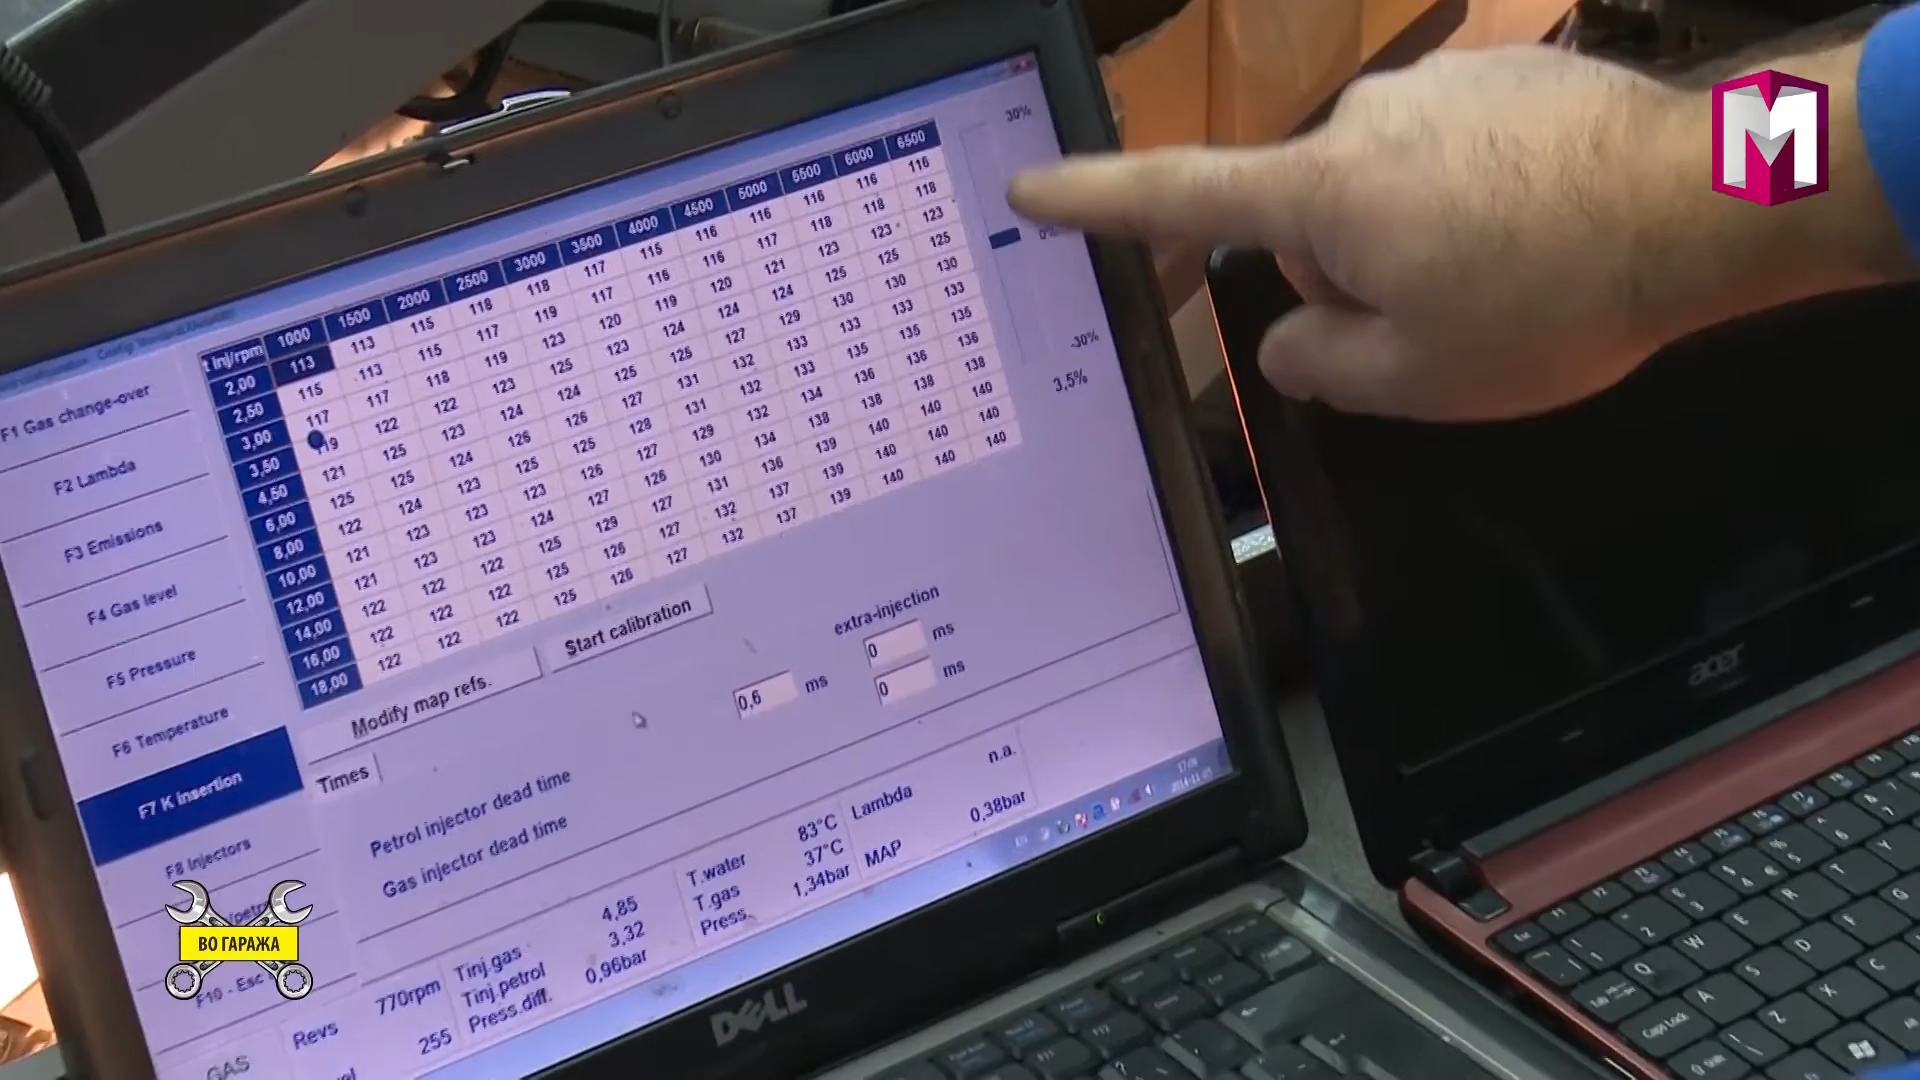 t inj/rpm 1000 1500 2000 2500 3000 3500 4000 4500 5000 5500 6000 6500
2,00 113 113 115 118 118 117 115 116 116 116 116 116
2,50 115 113 115 117 119 117 116 116 117 118 118 118
3,00 117 117 118 119 123 120 119 120 121 123 123 123
3,50 19 122 122 123 125 123 124 124 124 125 125 125
4,50 121 125 123 124 124 125 125 127 129 130 130 130
6,00 125 125 124 126 126 127 131 132 133 133 133 133
8,00 122 124 123 125 125 128 131 132 133 135 135 135
10,00 121 123 123 123 126 127 129 132 134 136 136 136
12,00 121 123 123 124 127 126 130 134 138 138 138 138
14,00 122 122 122 125 129 127 131 136 139 140 140 140
16,00 122 122 122 125 126 127 132 137 139 140 140 140
18,00 122 122 122 125 126 127 132 137 139 140 140 140
30%
0%
-30%
3,5%
F1 Gas change-over
F2 Lambda
F3 Emissions
F4 Gas level
F5 Pressure
F6 Temperature
F7 K insertion
F8 Injectors
F10 - Esc
Modify map refs.
Start calibration
Times
extra-injection
Petrol injector dead time 0,6 ms 0 ms
Gas injector dead time 0 ms
GAS
Revs 770rpm
255
Tinj.gas 4,85
Tinj.petrol 3,32
Press.diff. 0,96bar
T.water 83°C
T.gas 37°C
Press. 1,34bar
Lambda n.a.
MAP 0,38bar
DELL
acer
M
ВО ГАРАЖА